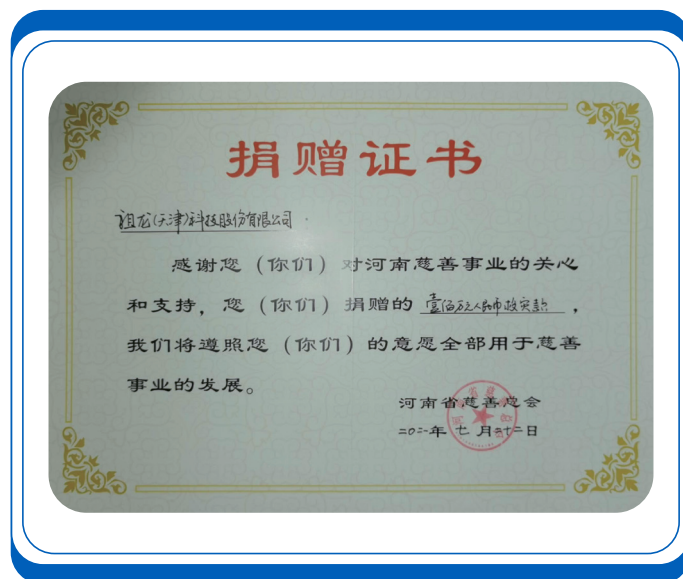 捐赠证书
祖龙(天津)科技股份有限公司
感谢您（你们）对河南慈善事业的关心
和支持，您（你们）捐赠的 壹佰万元人民币救灾款 ，
我们将遵照您（你们）的意愿全部用于慈善
事业的发展。
河南省慈善总会
二〇二一年 七 月二十二日